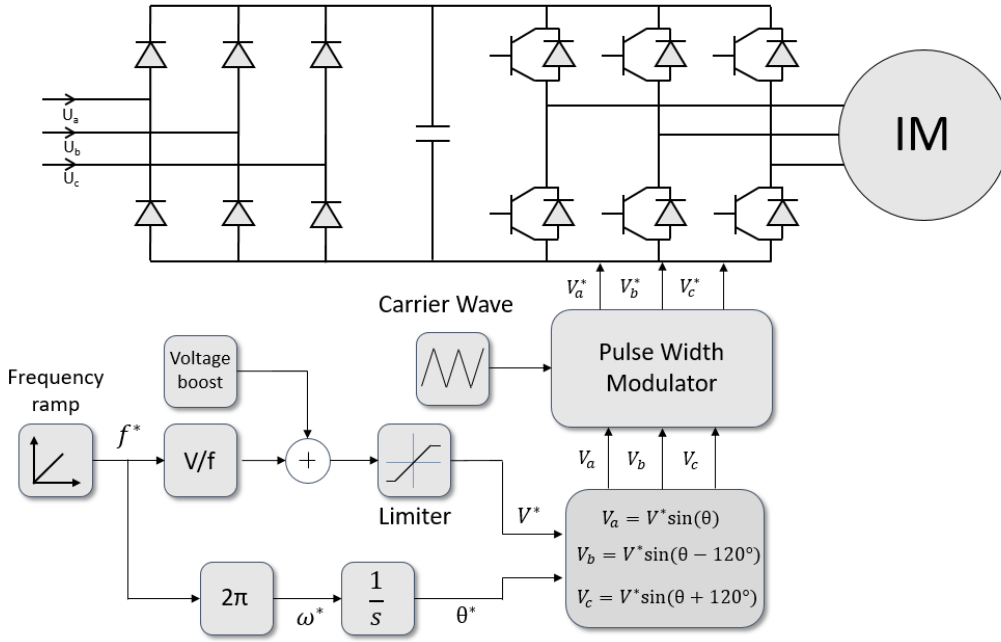 U_a
U_b
U_c
IM
V_a^* V_b^* V_c^*
Carrier Wave
Pulse Width
Modulator
Voltage
boost
Frequency
ramp
f^*
V/f
+
Limiter
V_a V_b V_c
V^*
V_a = V^*sin(θ)
V_b = V^*sin(θ − 120°)
V_c = V^*sin(θ + 120°)
2π
ω^*
1
s
θ^*